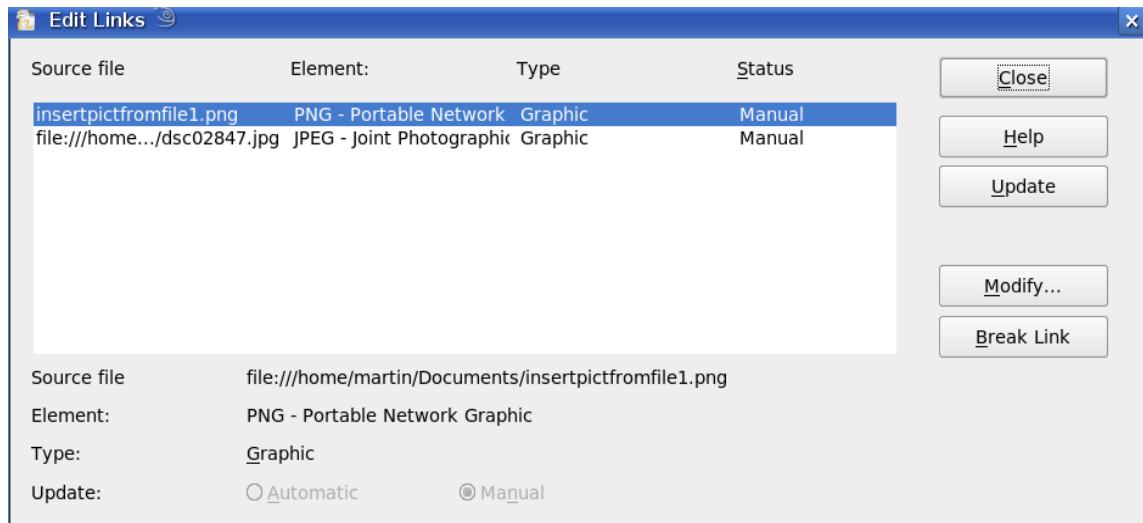 Edit Links
Source file Element: Type Status
insertpictfromfile1.png PNG - Portable Network Graphic Manual
file:///home.../dsc02847.jpg JPEG - Joint Photographic Graphic Manual
Close
Help
Update
Modify...
Break Link
Source file file:///home/martin/Documents/insertpictfromfile1.png
Element: PNG - Portable Network Graphic
Type: Graphic
Update: Automatic Manual